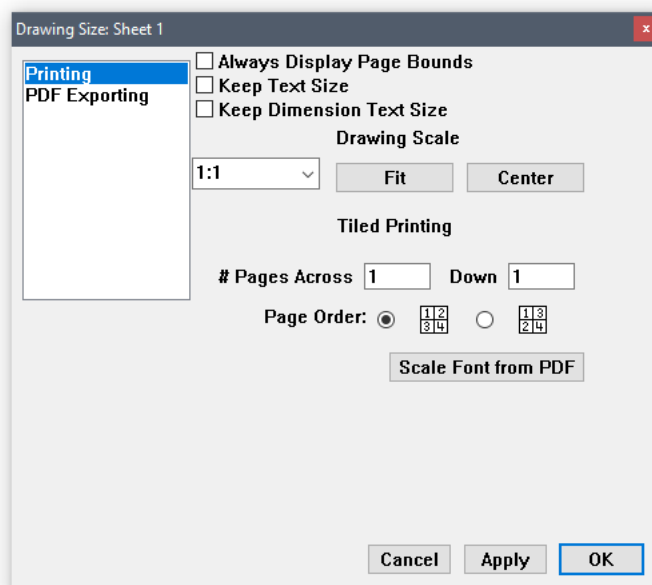 Drawing Size: Sheet 1
x
Printing
PDF Exporting
Always Display Page Bounds
Keep Text Size
Keep Dimension Text Size
Drawing Scale
1:1
Fit
Center
Tiled Printing
# Pages Across 1 Down 1
Page Order:
1 2
3 4
1 3
2 4
Scale Font from PDF
Cancel
Apply
OK